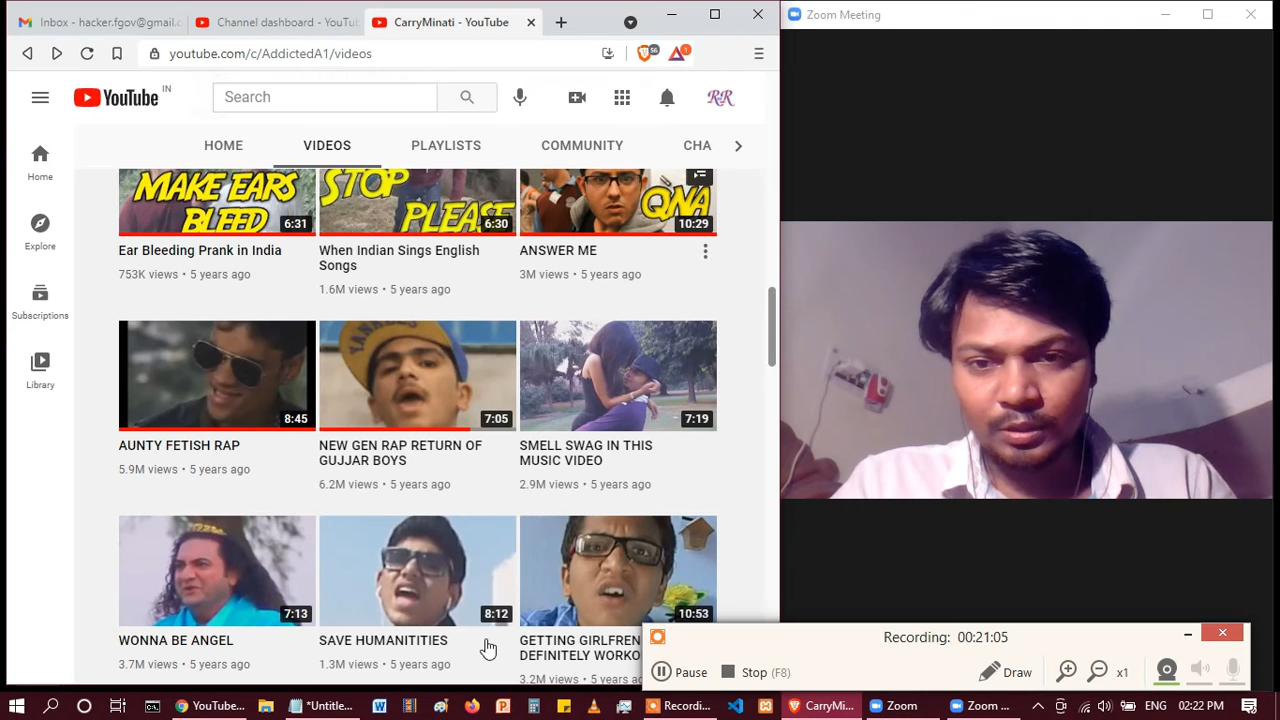 Inbox - hacker.fgov@gmail.c
Channel dashboard - YouTu
CarryMinati - YouTube
Zoom Meeting
youtube.com/c/AddictedA1/videos
56
1
YouTube IN
Search
R R
HOME
VIDEOS
PLAYLISTS
COMMUNITY
CHA
Home
Explore
Subscriptions
Library
MAKE EARS
BLEED
6:31
STOP
PLEASE
6:30
QNA
10:29
Ear Bleeding Prank in India
753K views • 5 years ago
When Indian Sings English
Songs
1.6M views • 5 years ago
ANSWER ME
3M views • 5 years ago
8:45
7:05
7:19
AUNTY FETISH RAP
5.9M views • 5 years ago
NEW GEN RAP RETURN OF
GUJJAR BOYS
6.2M views • 5 years ago
SMELL SWAG IN THIS
MUSIC VIDEO
2.9M views • 5 years ago
7:13
8:12
10:53
WONNA BE ANGEL
3.7M views • 5 years ago
SAVE HUMANITITIES
1.3M views • 5 years ago
GETTING GIRLFREN
DEFINITELY WORKO
3.2M views • 5 years ag
Recording: 00:21:05
Pause
Stop (F8)
Draw
x1
YouTube...
*Untitle...
Recordi...
CarryMi...
Zoom
Zoom ...
ENG
02:22 PM